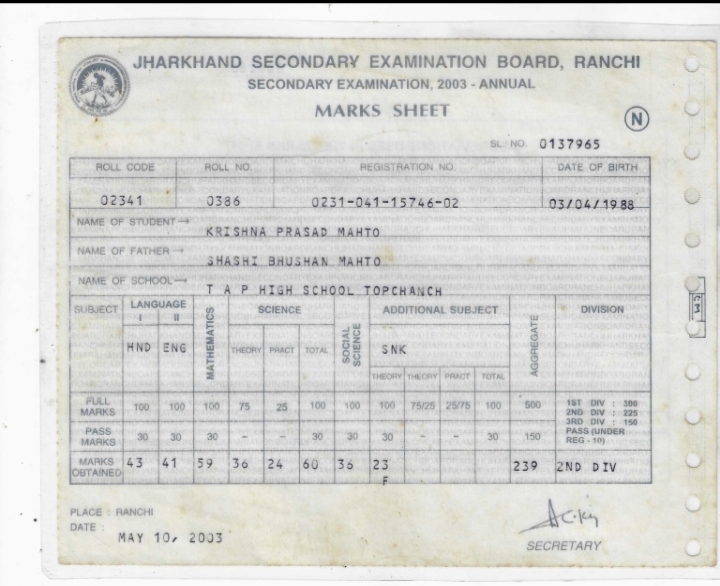 JHARKHAND SECONDARY EXAMINATION BOARD, RANCHI
SECONDARY EXAMINATION, 2003 - ANNUAL
MARKS SHEET
N
SL. NO. 0137965
ROLL CODE ROLL NO. REGISTRATION NO. DATE OF BIRTH
02341 0386 0231-041-15746-02 03/04/1988
NAME OF STUDENT → KRISHNA PRASAD MAHTO
NAME OF FATHER → SHASHI BHUSHAN MAHTO
NAME OF SCHOOL → T A P HIGH SCHOOL TOPCHANCH
SUBJECT LANGUAGE MATHEMATICS SCIENCE SOCIAL SCIENCE ADDITIONAL SUBJECT AGGREGATE DIVISION
I II
HND ENG THEORY PRACT TOTAL SNK
THEORY THEORY PRACT TOTAL
FULL MARKS 100 100 100 75 25 100 100 100 75/25 25/75 100 500 1ST DIV : 300
2ND DIV : 225
3RD DIV : 150
PASS MARKS 30 30 30 - - 30 30 30 - - 30 150 PASS (UNDER
REG - 10)
MARKS OBTAINED 43 41 59 36 24 60 36 23 239 2ND DIV
F
PLACE : RANCHI
DATE : MAY 10, 2003
SECRETARY